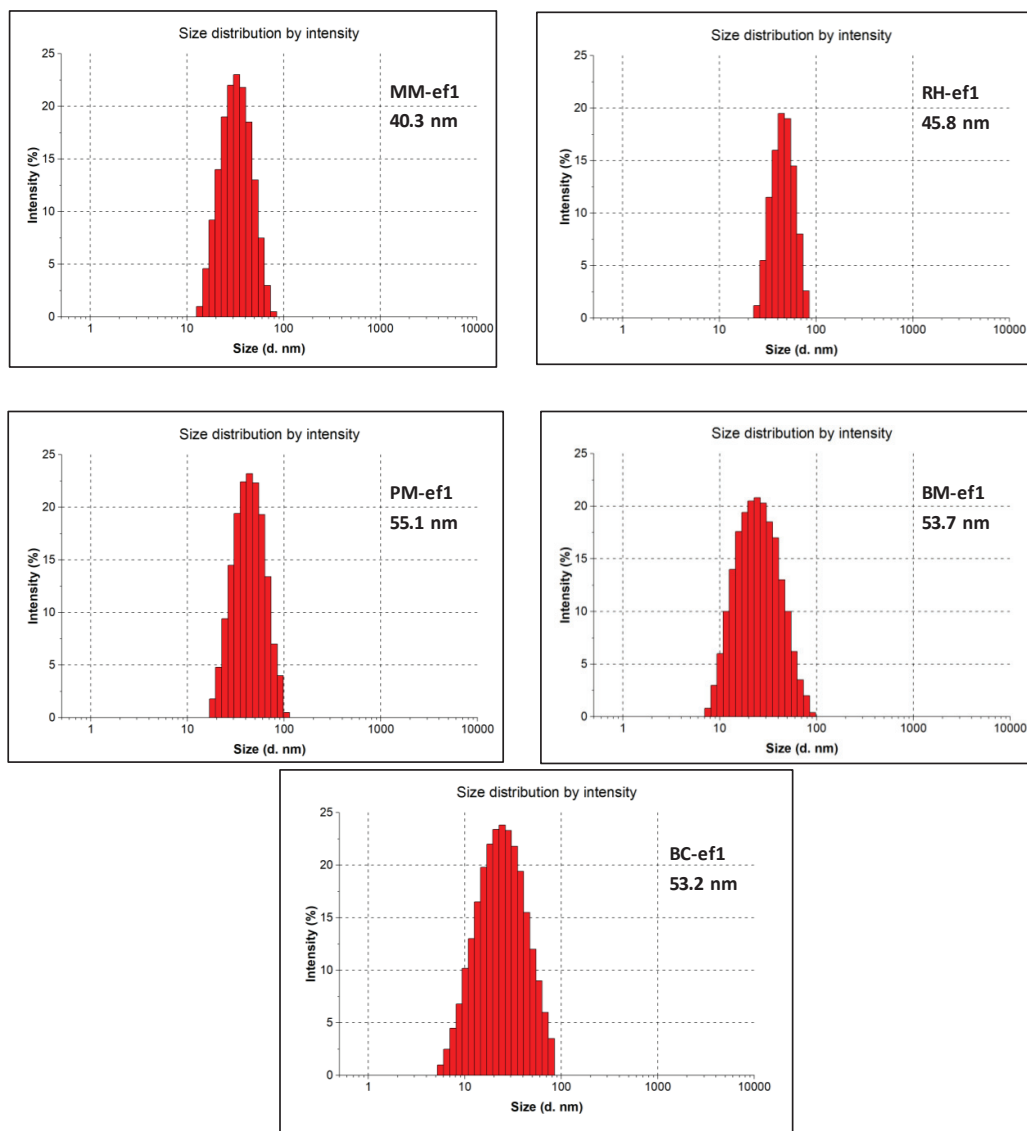 Size distribution by intensity
25
20
15
10
5
0
Intensity (%)
MM-ef1
40.3 nm
1 10 100 1000 10000
Size (d. nm)
Size distribution by intensity
25
20
15
10
5
0
Intensity (%)
RH-ef1
45.8 nm
1 10 100 1000 10000
Size (d. nm)
Size distribution by intensity
25
20
15
10
5
0
Intensity (%)
PM-ef1
55.1 nm
1 10 100 1000 10000
Size (d. nm)
Size distribution by intensity
25
20
15
10
5
0
Intensity (%)
BM-ef1
53.7 nm
1 10 100 1000 10000
Size (d. nm)
Size distribution by intensity
25
20
15
10
5
0
Intensity (%)
BC-ef1
53.2 nm
1 10 100 1000 10000
Size (d. nm)